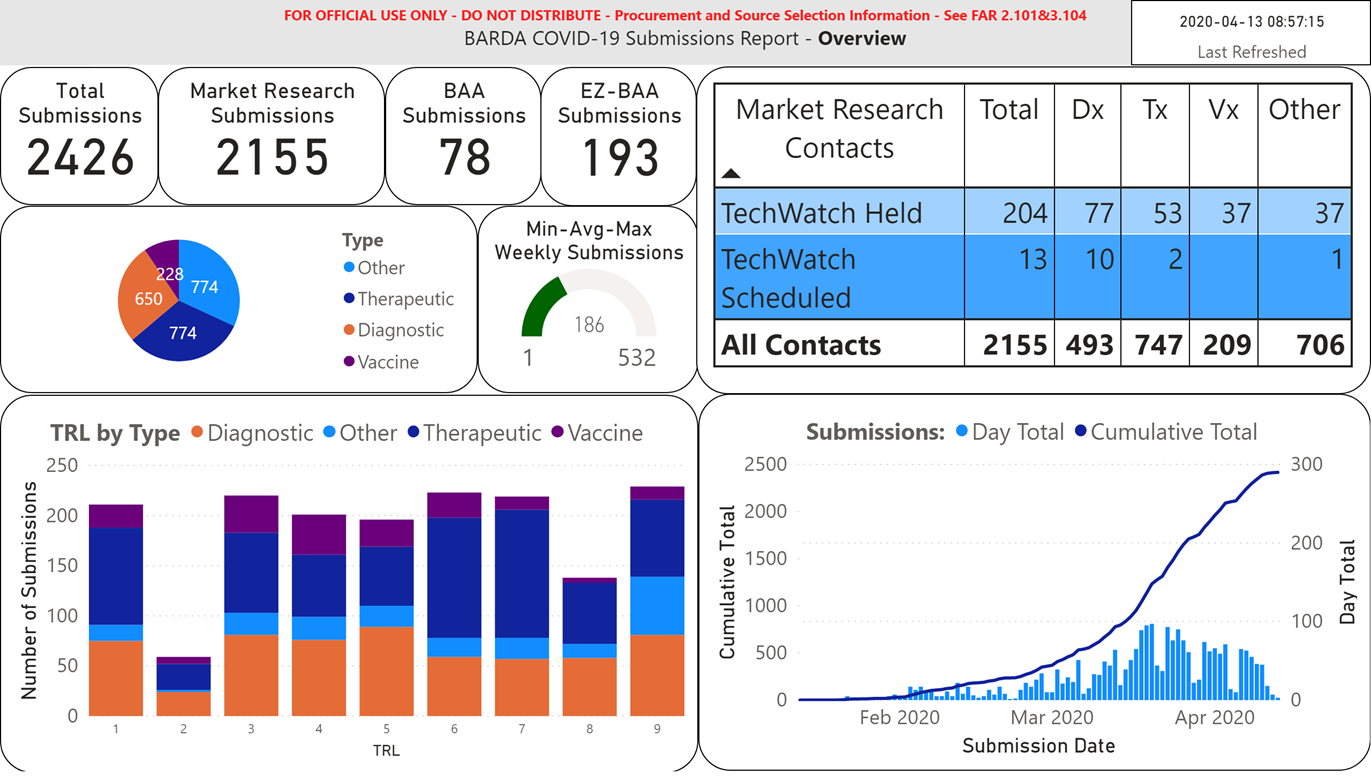 FOR OFFICIAL USE ONLY - DO NOT DISTRIBUTE - Procurement and Source Selection Information - See FAR 2.101&3.104
BARDA COVID-19 Submissions Report - Overview
2020-04-13 08:57:15
Last Refreshed
Total
Submissions
2426
Market Research
Submissions
2155
BAA
Submissions
78
EZ-BAA
Submissions
193
Market Research
Contacts
Total Dx Tx Vx Other
TechWatch Held 204 77 53 37 37
TechWatch
Scheduled
13 10 2 1
All Contacts 2155 493 747 209 706
228
774
650
774
Type
Other
Therapeutic
Diagnostic
Vaccine
Min-Avg-Max
Weekly Submissions
186
1 532
TRL by Type Diagnostic Other Therapeutic Vaccine
Number of Submissions
250
200
150
100
50
0
1 2 3 4 5 6 7 8 9
TRL
Submissions: Day Total Cumulative Total
Cumulative Total
2500
2000
1500
1000
500
0
300
200
100
0
Day Total
Feb 2020 Mar 2020 Apr 2020
Submission Date